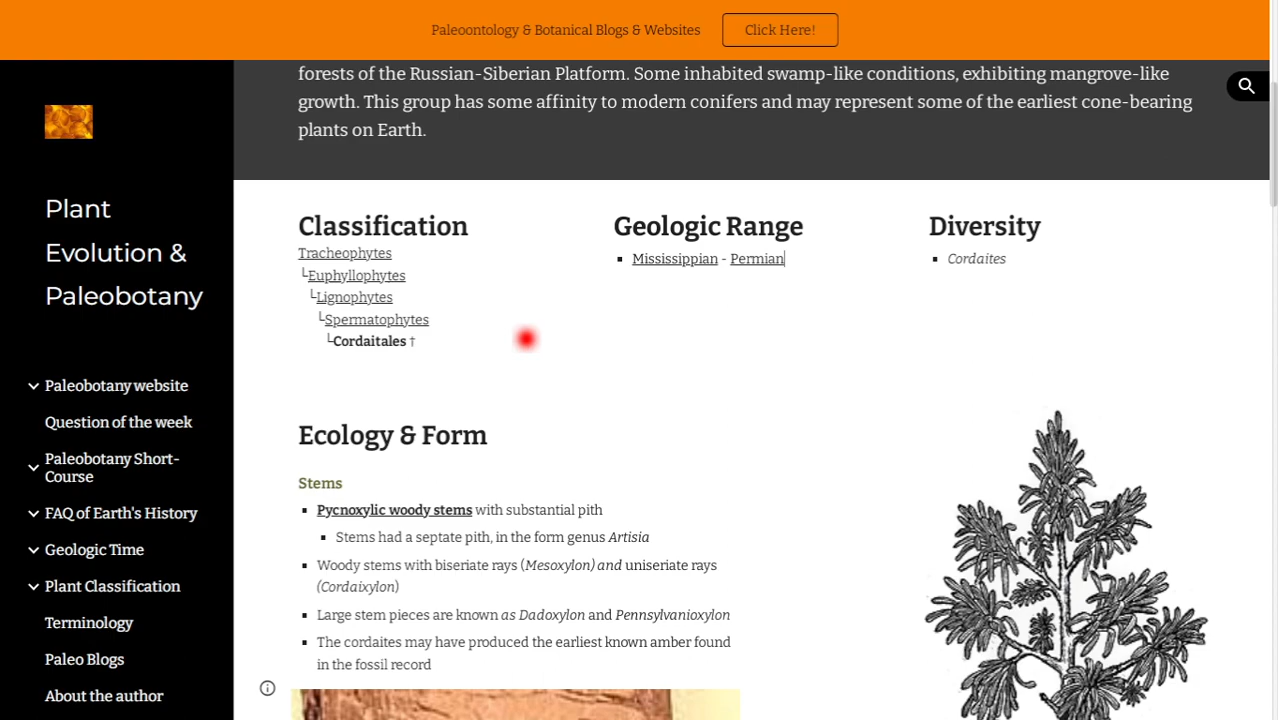 Paleoontology & Botanical Blogs & Websites
Click Here!
forests of the Russian-Siberian Platform. Some inhabited swamp-like conditions, exhibiting mangrove-like
growth. This group has some affinity to modern conifers and may represent some of the earliest cone-bearing
plants on Earth.
Plant
Evolution &
Paleobotany
Paleobotany website
Question of the week
Paleobotany Short-
Course
FAQ of Earth's History
Geologic Time
Plant Classification
Terminology
Paleo Blogs
About the author
Classification
Tracheophytes
└Euphyllophytes
└Lignophytes
└Spermatophytes
└Cordaitales †
Geologic Range
▪ Mississippian - Permian
Diversity
▪ Cordaites
Ecology & Form
Stems
▪ Pycnoxylic woody stems with substantial pith
▪ Stems had a septate pith, in the form genus Artisia
▪ Woody stems with biseriate rays (Mesoxylon) and uniseriate rays
(Cordaixylon)
▪ Large stem pieces are known as Dadoxylon and Pennsylvanioxylon
▪ The cordaites may have produced the earliest known amber found
in the fossil record